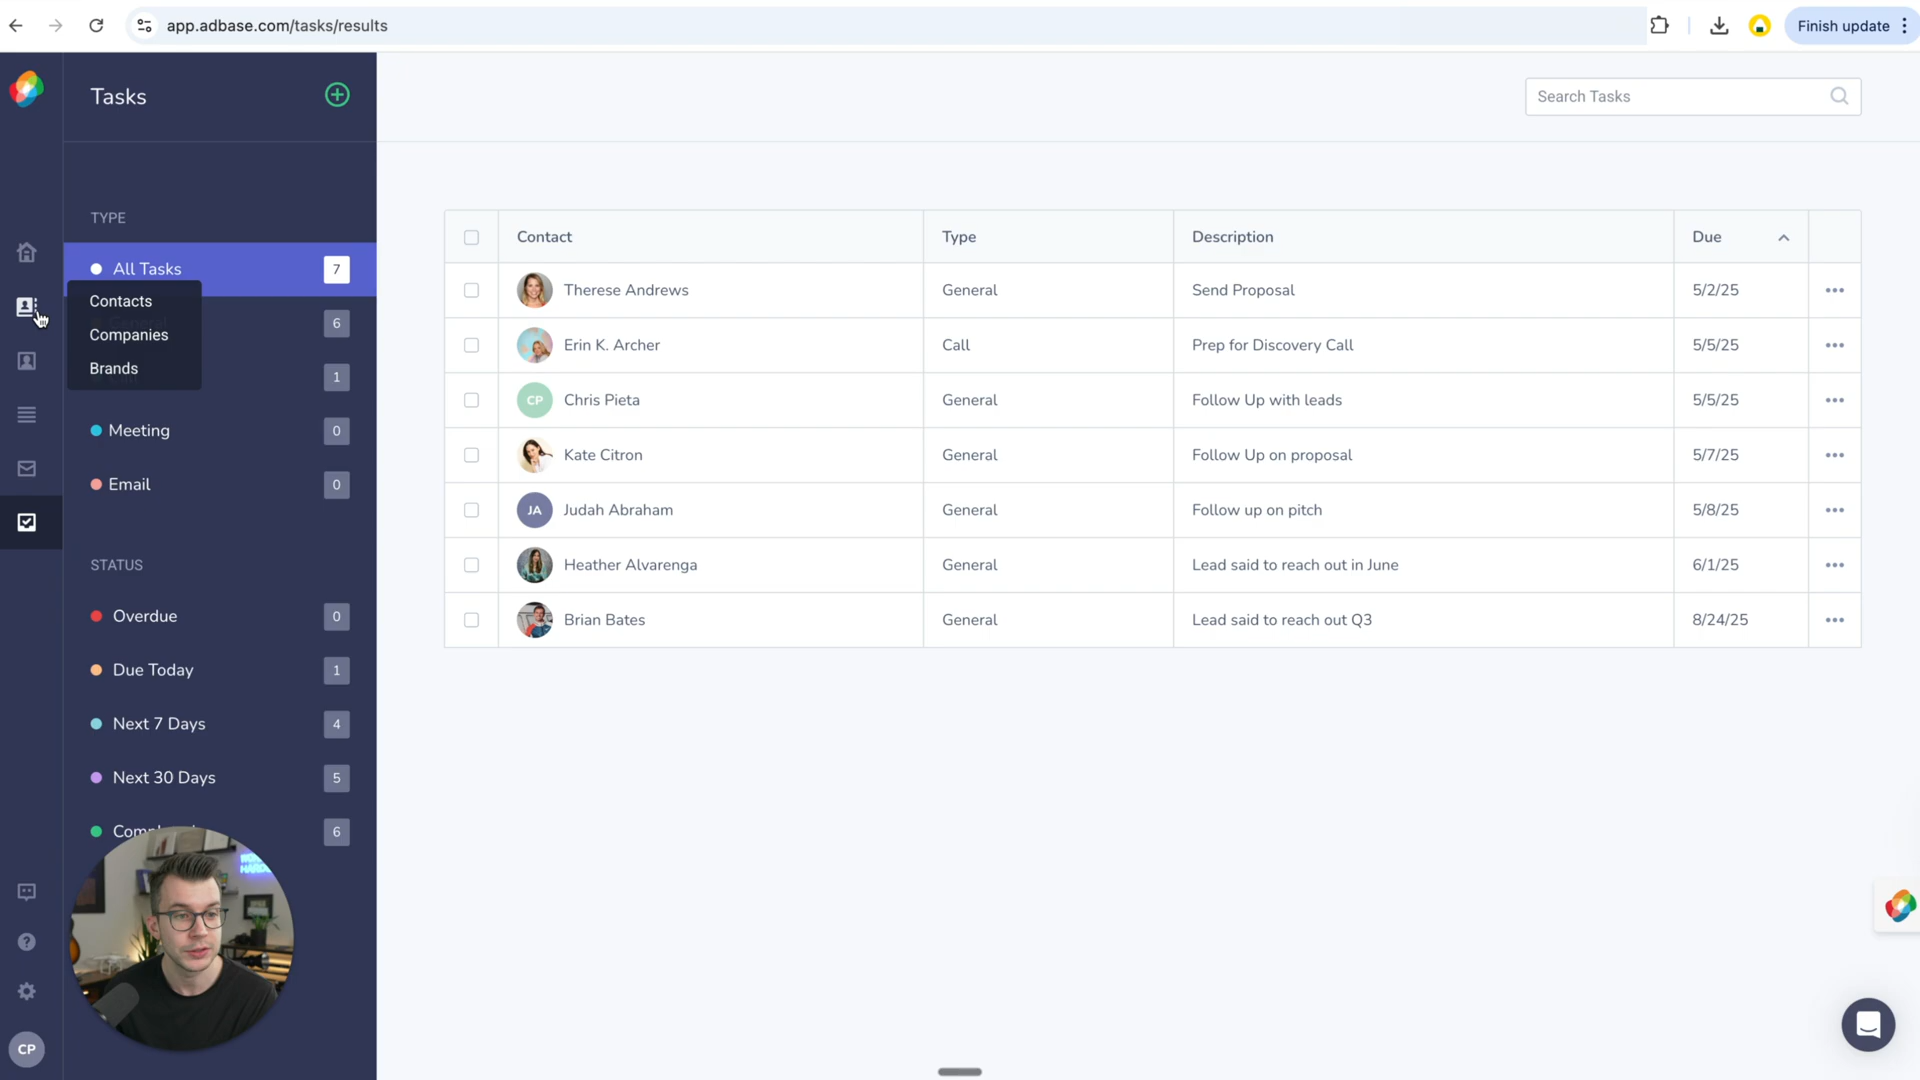 app.adbase.com/tasks/results
Finish update
Tasks
Search Tasks
TYPE
All Tasks 7
Contacts
Companies
Brands
6
1
Meeting 0
Email 0
STATUS
Overdue 0
Due Today 1
Next 7 Days 4
Next 30 Days 5
6
CP
Contact Type Description Due
Therese Andrews General Send Proposal 5/2/25
Erin K. Archer Call Prep for Discovery Call 5/5/25
CP Chris Pieta General Follow Up with leads 5/5/25
Kate Citron General Follow Up on proposal 5/7/25
JA Judah Abraham General Follow up on pitch 5/8/25
Heather Alvarenga General Lead said to reach out in June 6/1/25
Brian Bates General Lead said to reach out Q3 8/24/25